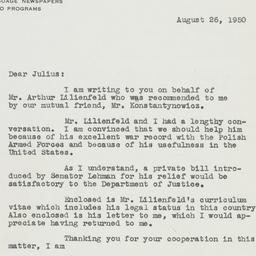 GUAGE NEWSPAPERS
O PROGRAMS
August 26, 1950
Dear Julius:
I am writing to you on behalf of
Mr. Arthur Lilienfeld who was recommended to me
by our mutual friend, Mr. Konstantynowicz.
Mr. Lilienfeld and I had a lengthy con-
versation. I am convinced that we should help him
because of his excellent war record with the Polish
Armed Forces and because of his usefulness in the
United States.
As I understand, a private bill intro-
duced by Senator Lehman for his relief would be
satisfactory to the Department of Justice.
Enclosed is Mr. Lilienfeld's curriculum
vitae which includes his legal status in this country
Also enclosed is his letter to me, which I would ap-
preciate having returned to me.
Thanking you for your cooperation in this
matter, I am